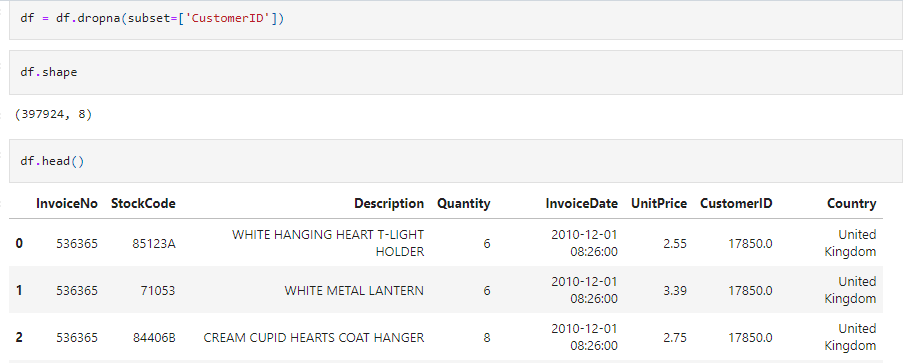 df = df.dropna(subset=['CustomerID'])
df.shape
(397924, 8)
df.head()
InvoiceNo StockCode Description Quantity InvoiceDate UnitPrice CustomerID Country
0 536365 85123A WHITE HANGING HEART T-LIGHT HOLDER 6 2010-12-01 08:26:00 2.55 17850.0 United Kingdom
1 536365 71053 WHITE METAL LANTERN 6 2010-12-01 08:26:00 3.39 17850.0 United Kingdom
2 536365 84406B CREAM CUPID HEARTS COAT HANGER 8 2010-12-01 08:26:00 2.75 17850.0 United Kingdom